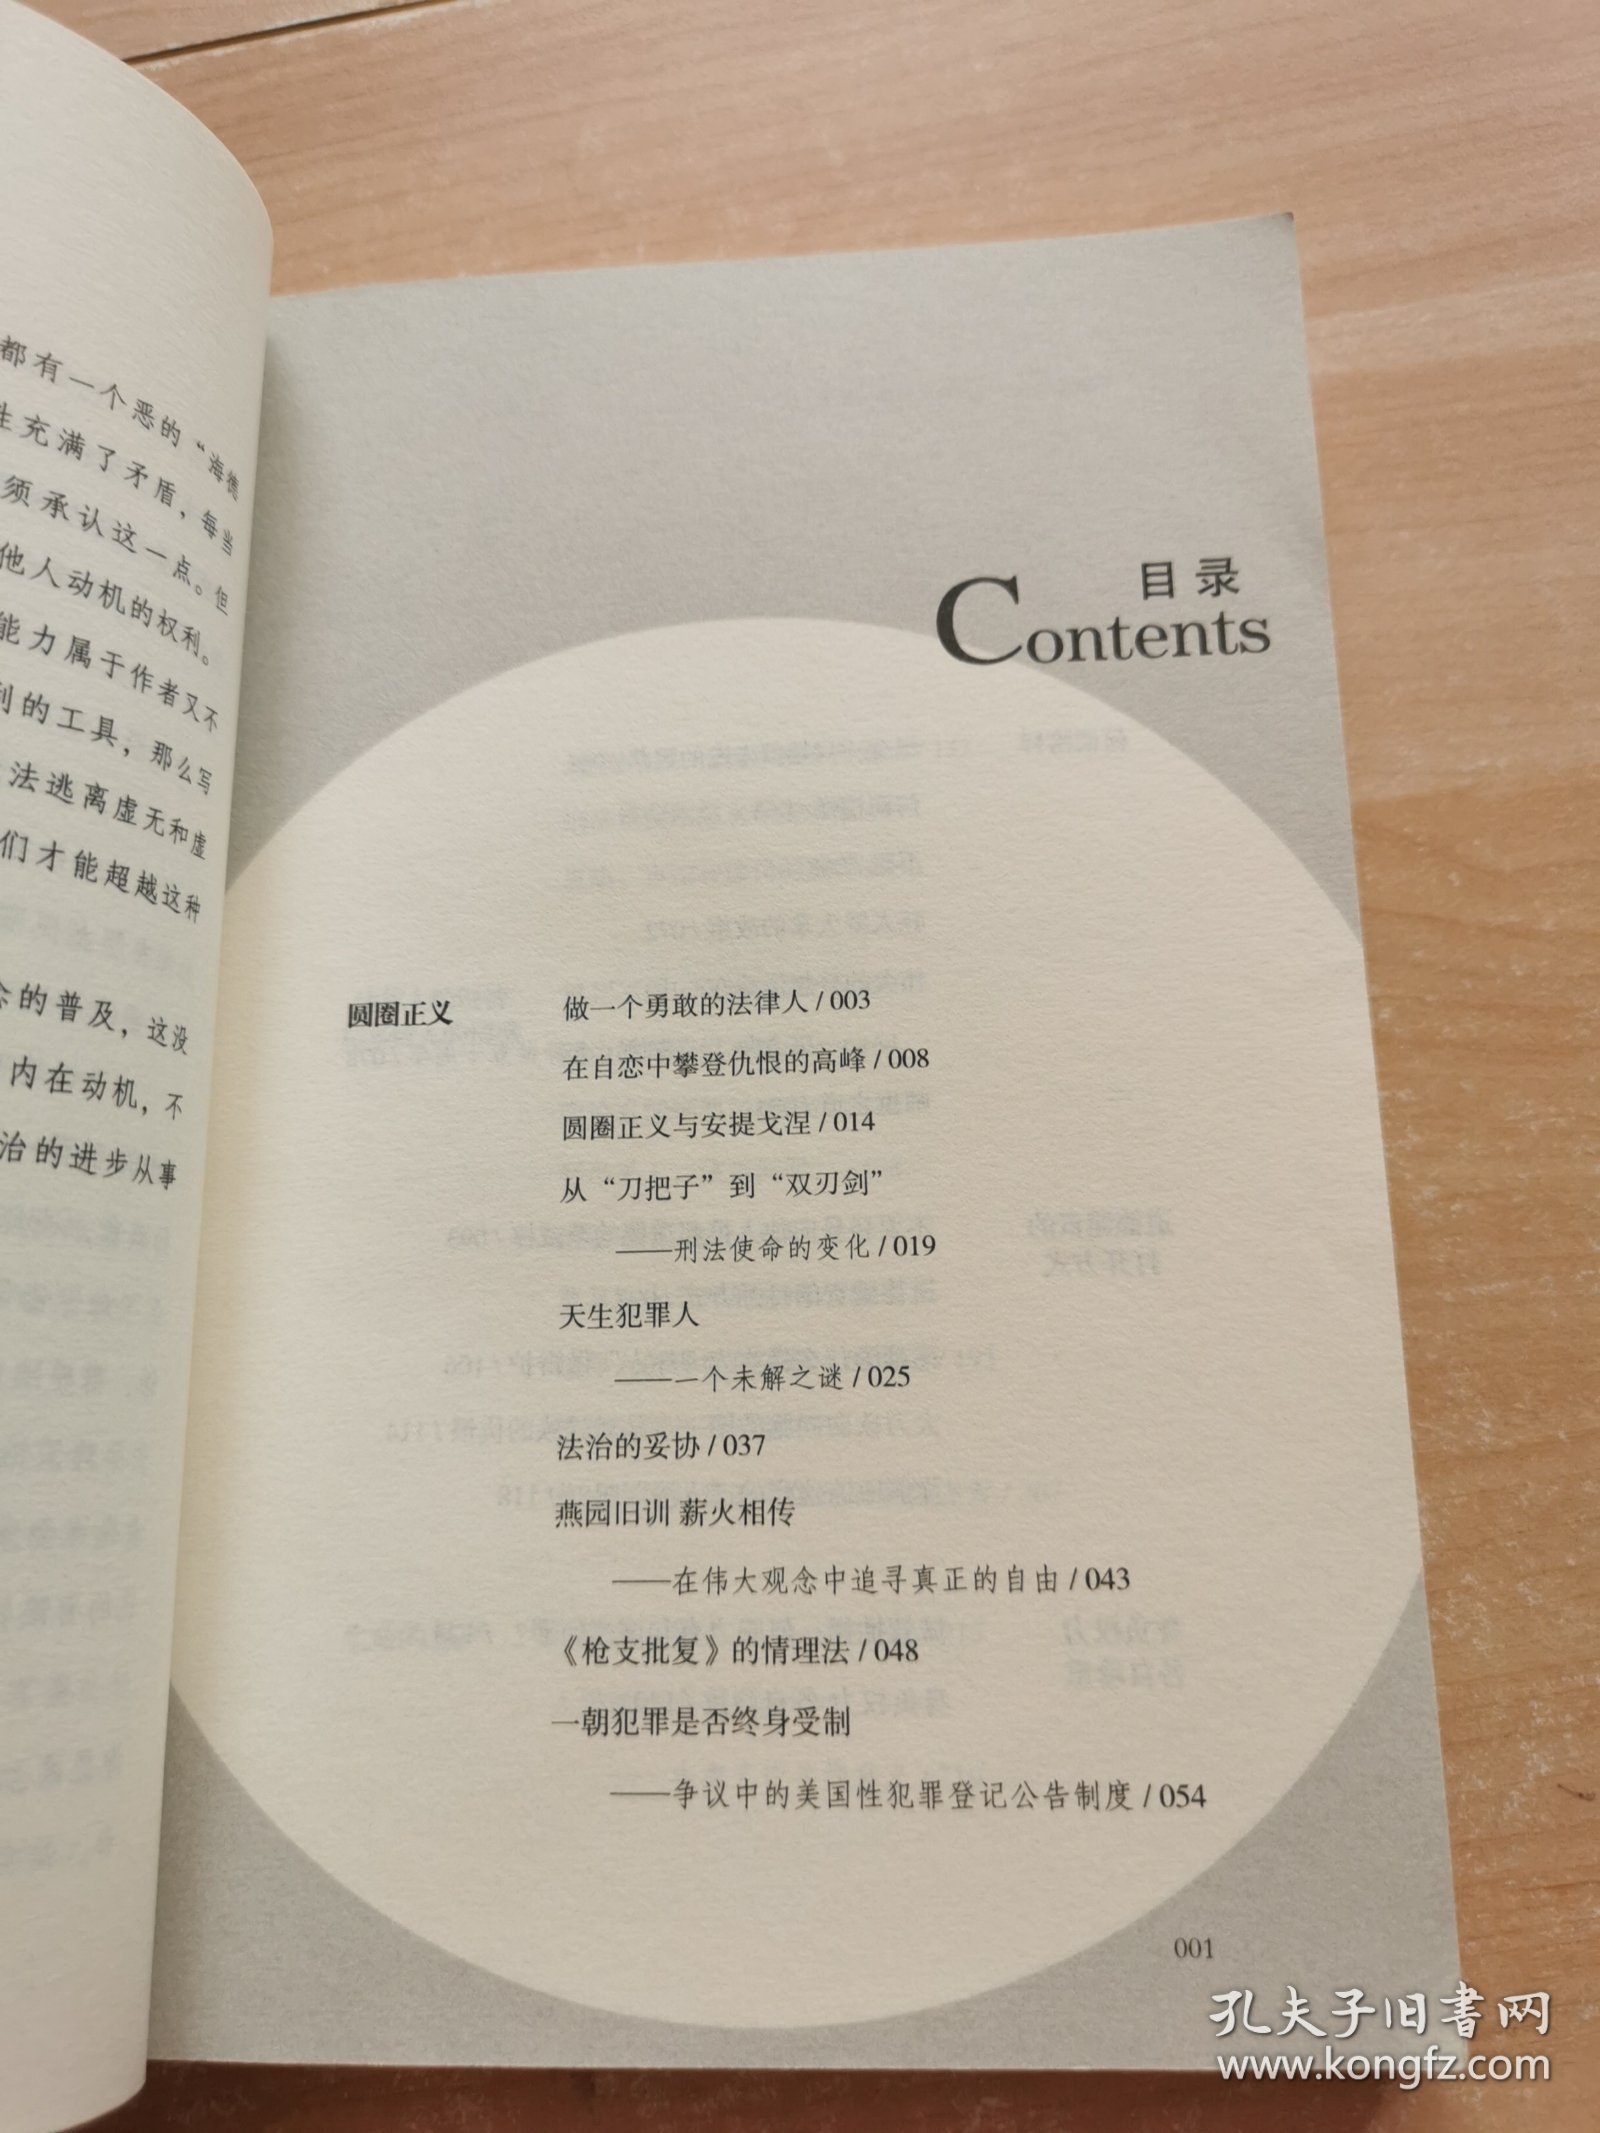 都有一个恶的“海德
性充满了矛盾，每当
须承认这一点。但
他人动机的权利。
能力属于作者又不
利的工具，那么写
法逃离虚无和虚
们才能超越这种
念的普及，这没
内在动机，不
治的进步从事
目录
Contents
圆圈正义
做一个勇敢的法律人 / 003
在自恋中攀登仇恨的高峰 / 008
圆圈正义与安提戈涅 / 014
从“刀把子”到“双刃剑”
——刑法使命的变化 / 019
天生犯罪人
——一个未解之谜 / 025
法治的妥协 / 037
燕园旧训 薪火相传
——在伟大观念中追寻真正的自由 / 043
《枪支批复》的情理法 / 048
一朝犯罪是否终身受制
——争议中的美国性犯罪登记公告制度 / 054
001
孔夫子旧书网
www.kongfz.com